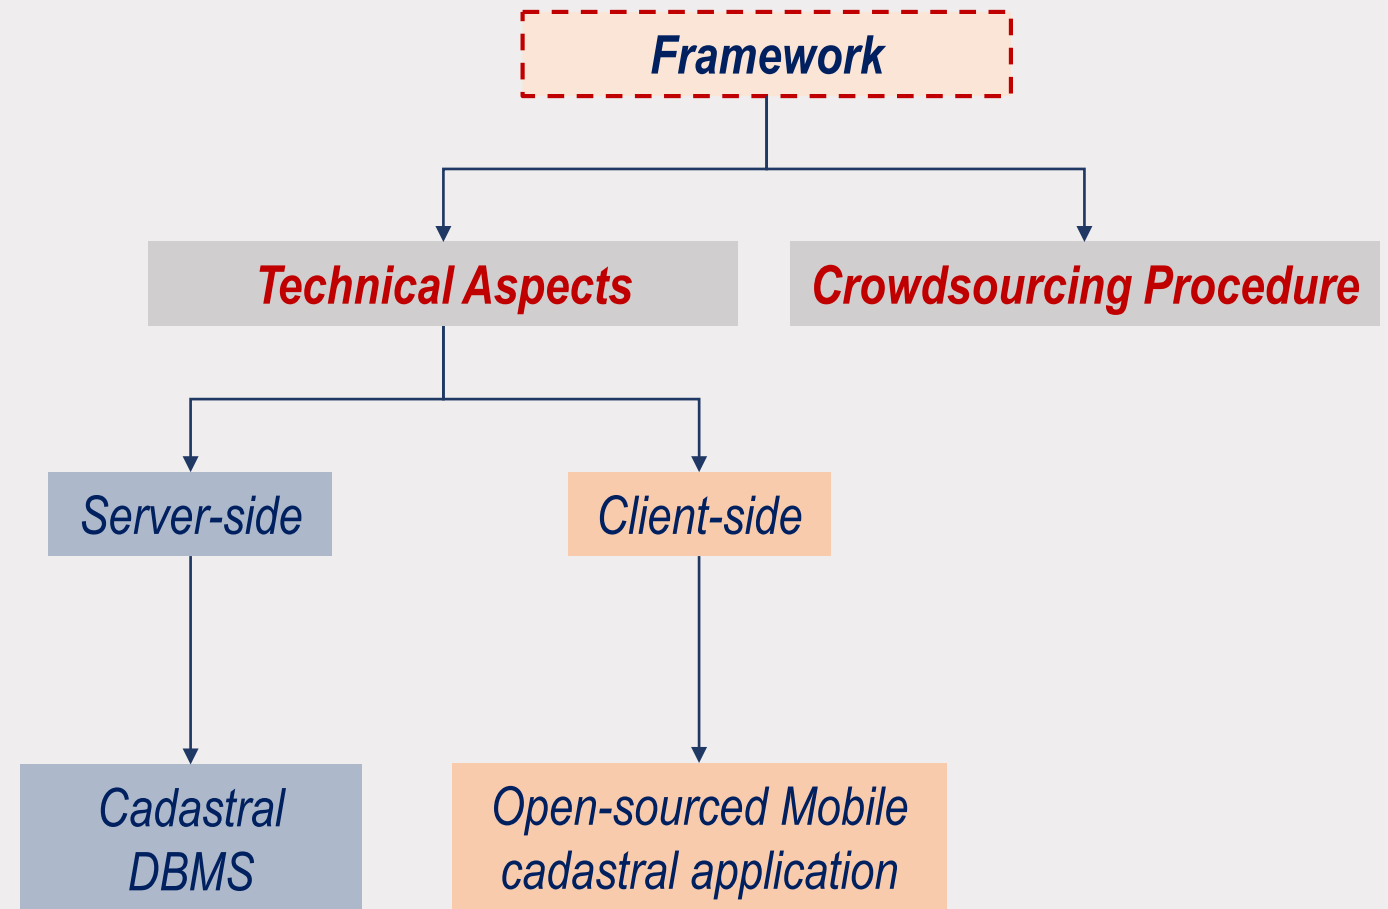 Framework
Technical Aspects
Crowdsourcing Procedure
Server-side
Client-side
Cadastral
DBMS
Open-sourced Mobile
cadastral application